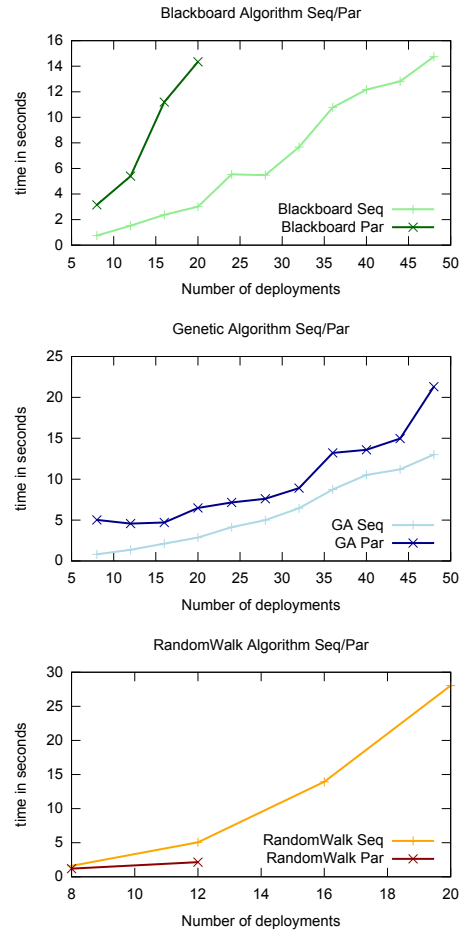 Blackboard Algorithm Seq/Par
16
14
12
10
8
6
4
2
0
time in seconds
Blackboard Seq
Blackboard Par
5 10 15 20 25 30 35 40 45 50
Number of deployments
Genetic Algorithm Seq/Par
25
20
15
10
5
0
time in seconds
GA Seq
GA Par
5 10 15 20 25 30 35 40 45 50
Number of deployments
RandomWalk Algorithm Seq/Par
30
25
20
15
10
5
0
time in seconds
RandomWalk Seq
RandomWalk Par
8 10 12 14 16 18 20
Number of deployments